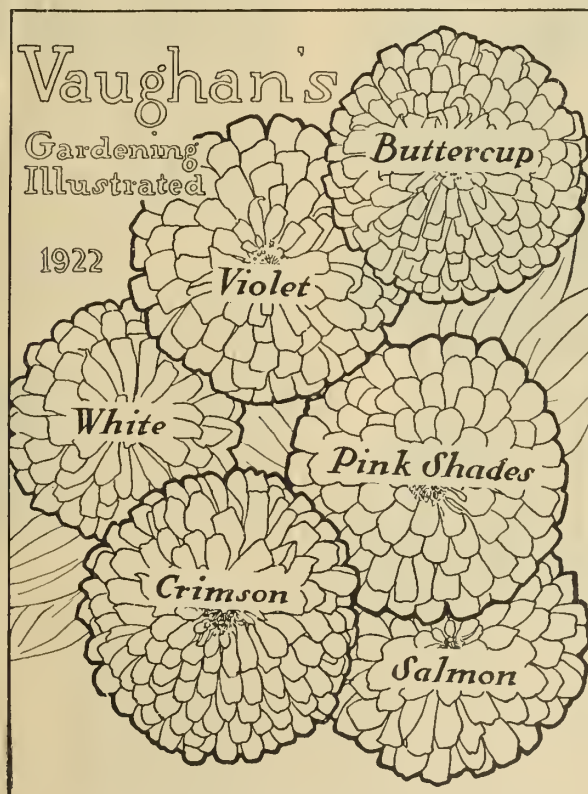 Vaughan's
Gardening
Illustrated
1922
Buttercup
Violet
White
Pink Shades
Crimson
Salmon